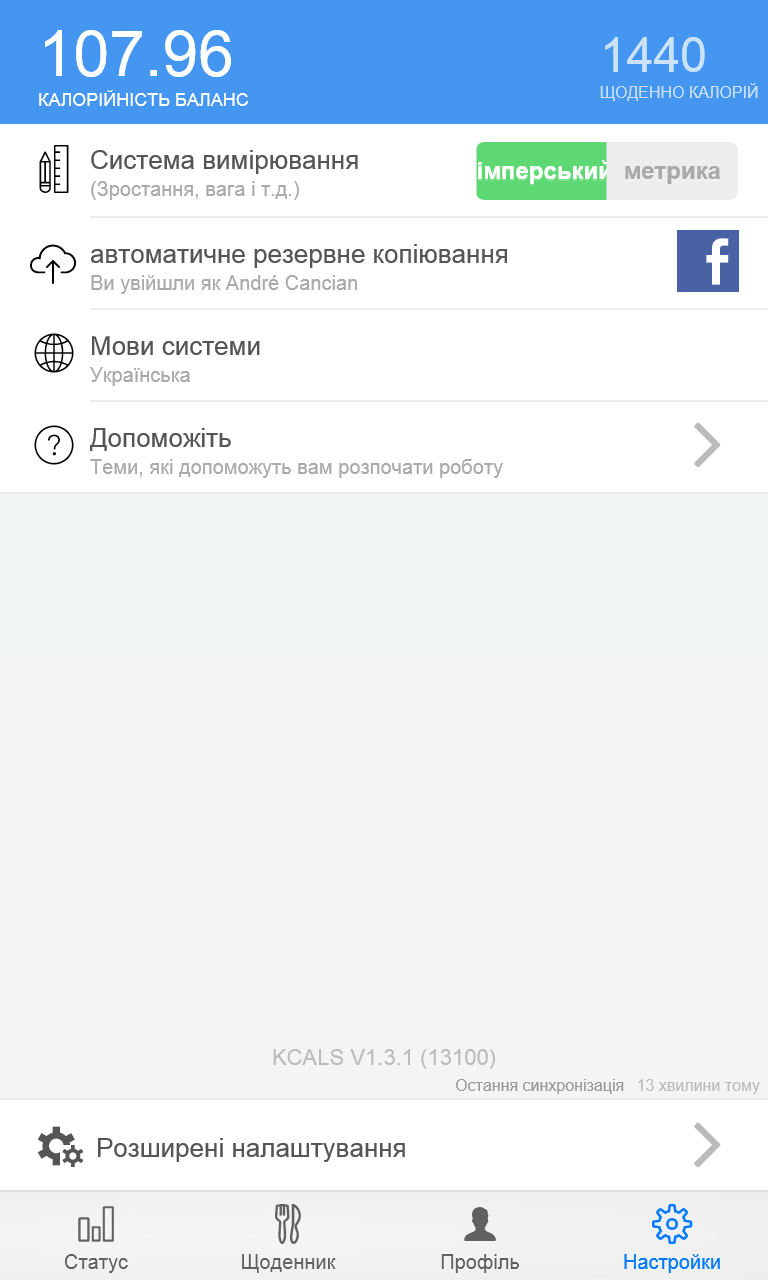 107.96
1440
КАЛОРІЙНІСТЬ БАЛАНС
ЩОДЕННО КАЛОРІЙ
Система вимірювання
(Зростання, вага і т.д.)
імперський
метрика
автоматичне резервне копіювання
Ви увійшли як André Cancian
Мови системи
Українська
Допоможіть
Теми, які допоможуть вам розпочати роботу
KCALS V1.3.1 (13100)
Остання синхронізація 13 хвилини тому
Розширені налаштування
Статус
Щоденник
Профіль
Настройки